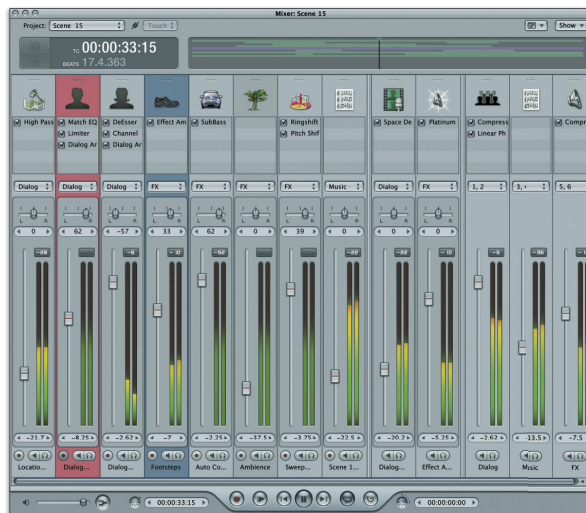 Mixer: Scene 15
Project: Scene 15 Touch Show
TC 00:00:33:15
BEATS 17.4.363
High Pass Match EQ DeEsser Effect Am SubBass Ringshift Space De Platinum Compress Compr
Limiter Channel Pitch Shif Linear Ph
Dialog Ar Dialog Ar
Dialog Dialog Dialog FX FX FX FX Music Dialog FX 1, 2 3, 5, 6
L R L R L R L R L R L R L R L R L R L R
0 62 -57 33 62 0 39 0 0
-21.7 -8.25 -2.62 -7 -2.25 -37.5 -3.75 -22.5 -20.2 -5.25 -2.62 -13.5 -7.5
Locatio... Dialog... Dialog... Footsteps Auto Co... Ambience Sweep... Scene 1... Dialog... Effect A... Dialog Music FX
00:00:33:15 00:00:00:00